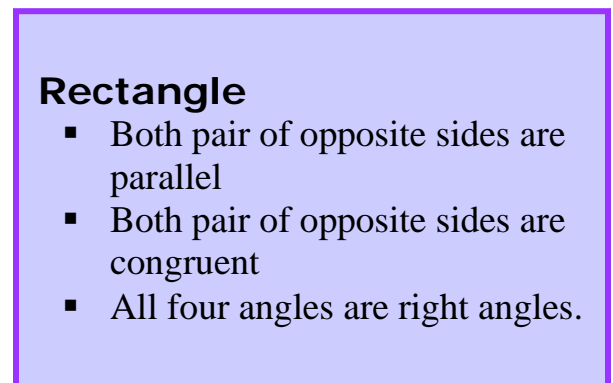 Rectangle
▪ Both pair of opposite sides are
parallel
▪ Both pair of opposite sides are
congruent
▪ All four angles are right angles.